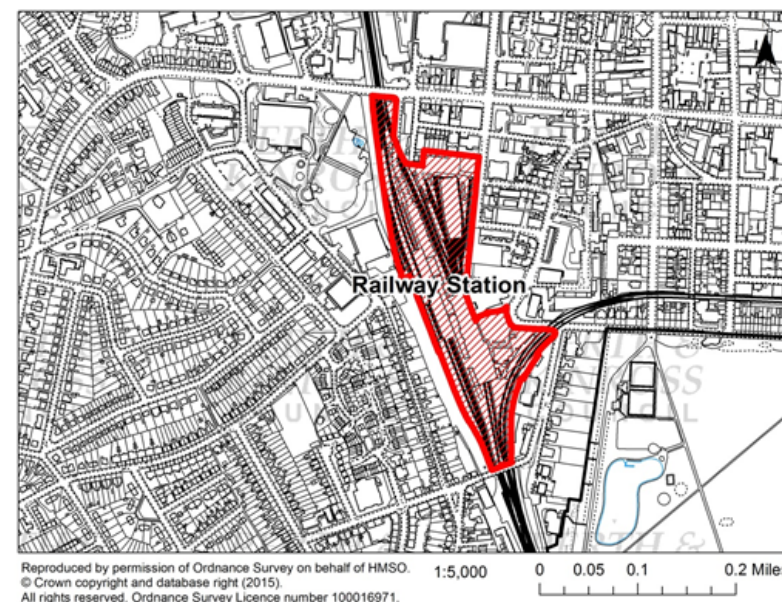 Railway Station
Reproduced by permission of Ordnance Survey on behalf of HMSO.
© Crown copyright and database right (2015).
All rights reserved. Ordnance Survey Licence number 100016971.
1:5,000
0 0.05 0.1 0.2 Miles